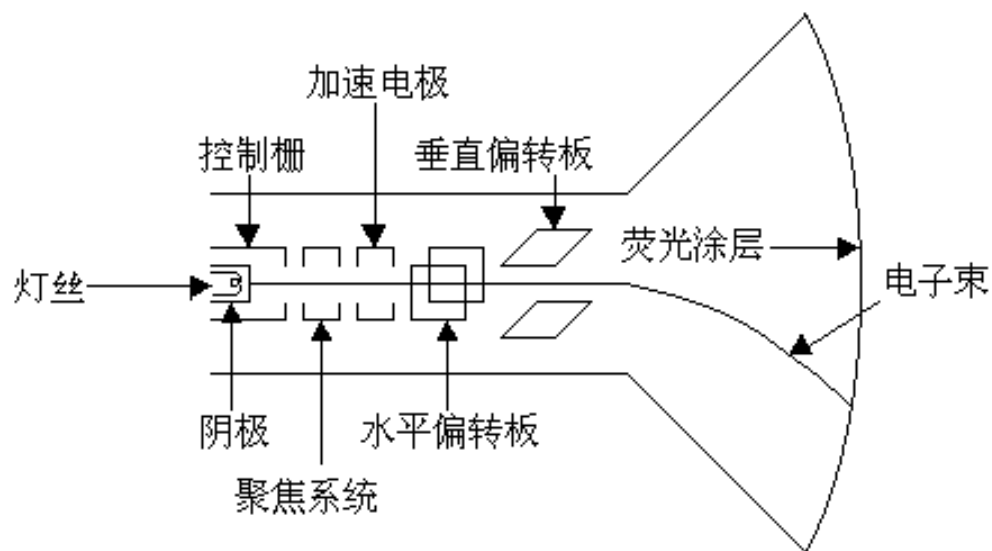 加速电极
控制栅
垂直偏转板
荧光涂层
灯丝
电子束
阴极
水平偏转板
聚焦系统